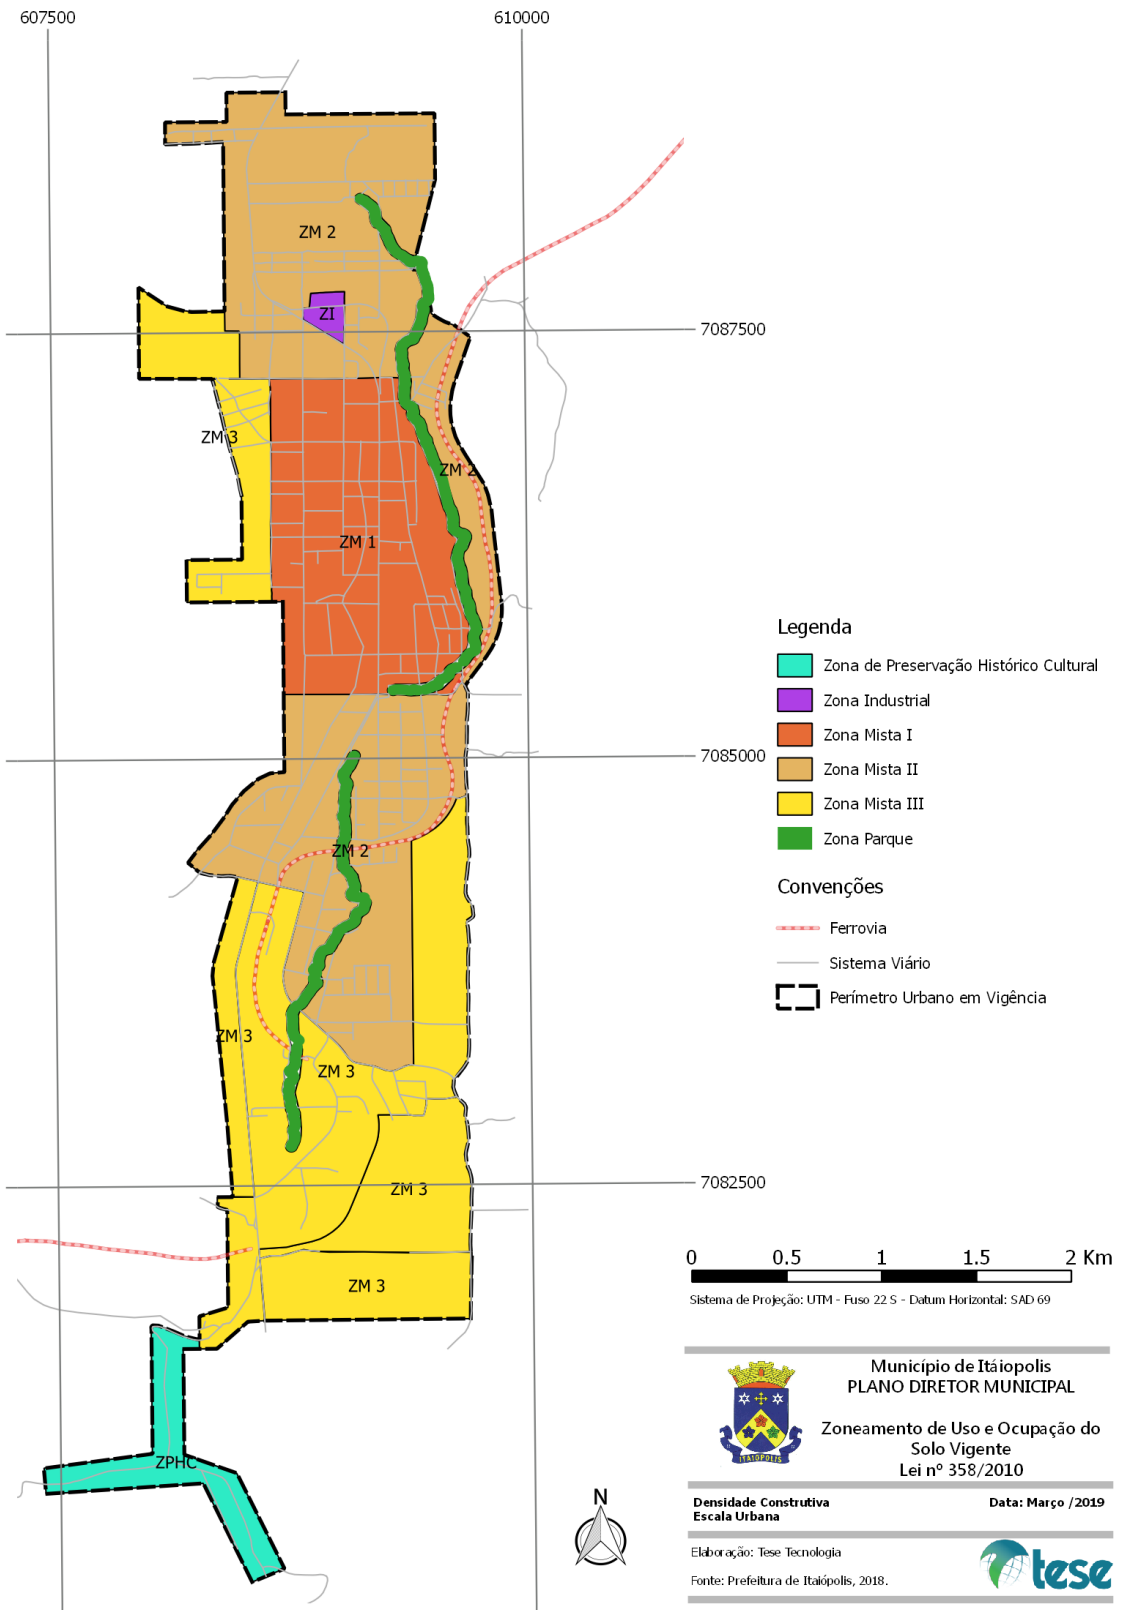 607500
610000
ZM 2
ZI
7087500
ZM 3
ZM 2
ZM 1
Legenda
Zona de Preservação Histórico Cultural
Zona Industrial
Zona Mista I
Zona Mista II
Zona Mista III
Zona Parque
7085000
ZM 2
Convenções
Ferrovia
Sistema Viário
Perímetro Urbano em Vigência
ZM 3
ZM 3
7082500
ZM 3
ZM 3
0 0.5 1 1.5 2 Km
Sistema de Projeção: UTM - Fuso 22 S - Datum Horizontal: SAD 69
ITAIÓPOLIS
Município de Itáiopolis
PLANO DIRETOR MUNICIPAL
Zoneamento de Uso e Ocupação do
Solo Vigente
Lei nº 358/2010
ZPHC
N
Densidade Construtiva
Escala Urbana
Data: Março /2019
Elaboração: Tese Tecnologia
Fonte: Prefeitura de Itaiópolis, 2018.
tese